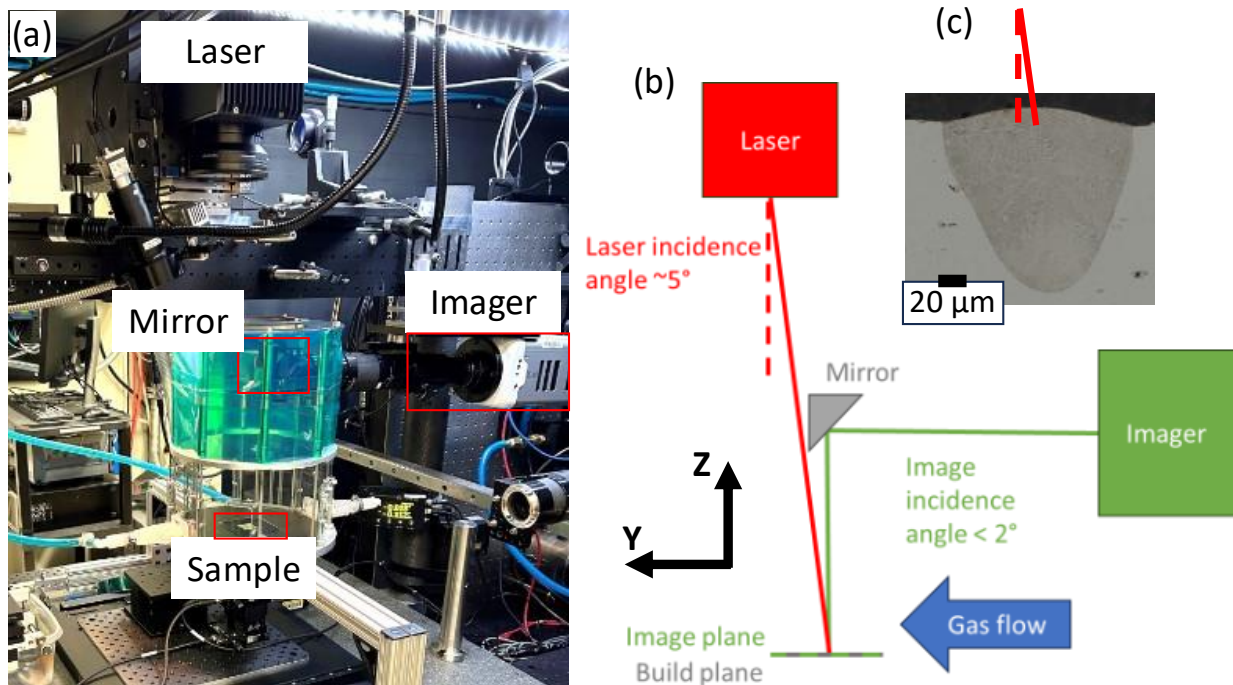 (a)
Laser
Mirror
Imager
Sample
(b)
Laser
Laser incidence
angle ~5°
Mirror
Imager
Image
incidence
angle < 2°
Z
Y
Gas flow
Image plane
Build plane
(c)
20 µm